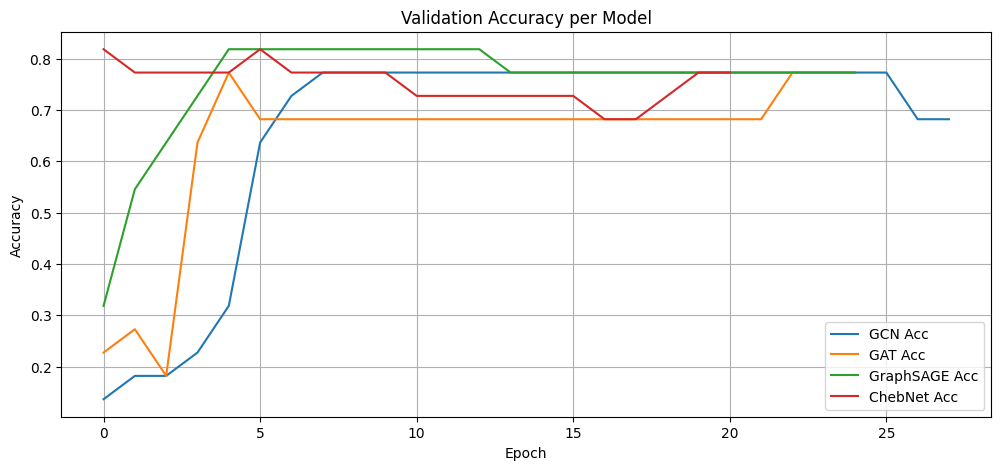 Validation Accuracy per Model
Accuracy
0.8
0.7
0.6
0.5
0.4
0.3
0.2
0
5
10
15
20
25
Epoch
GCN Acc
GAT Acc
GraphSAGE Acc
ChebNet Acc